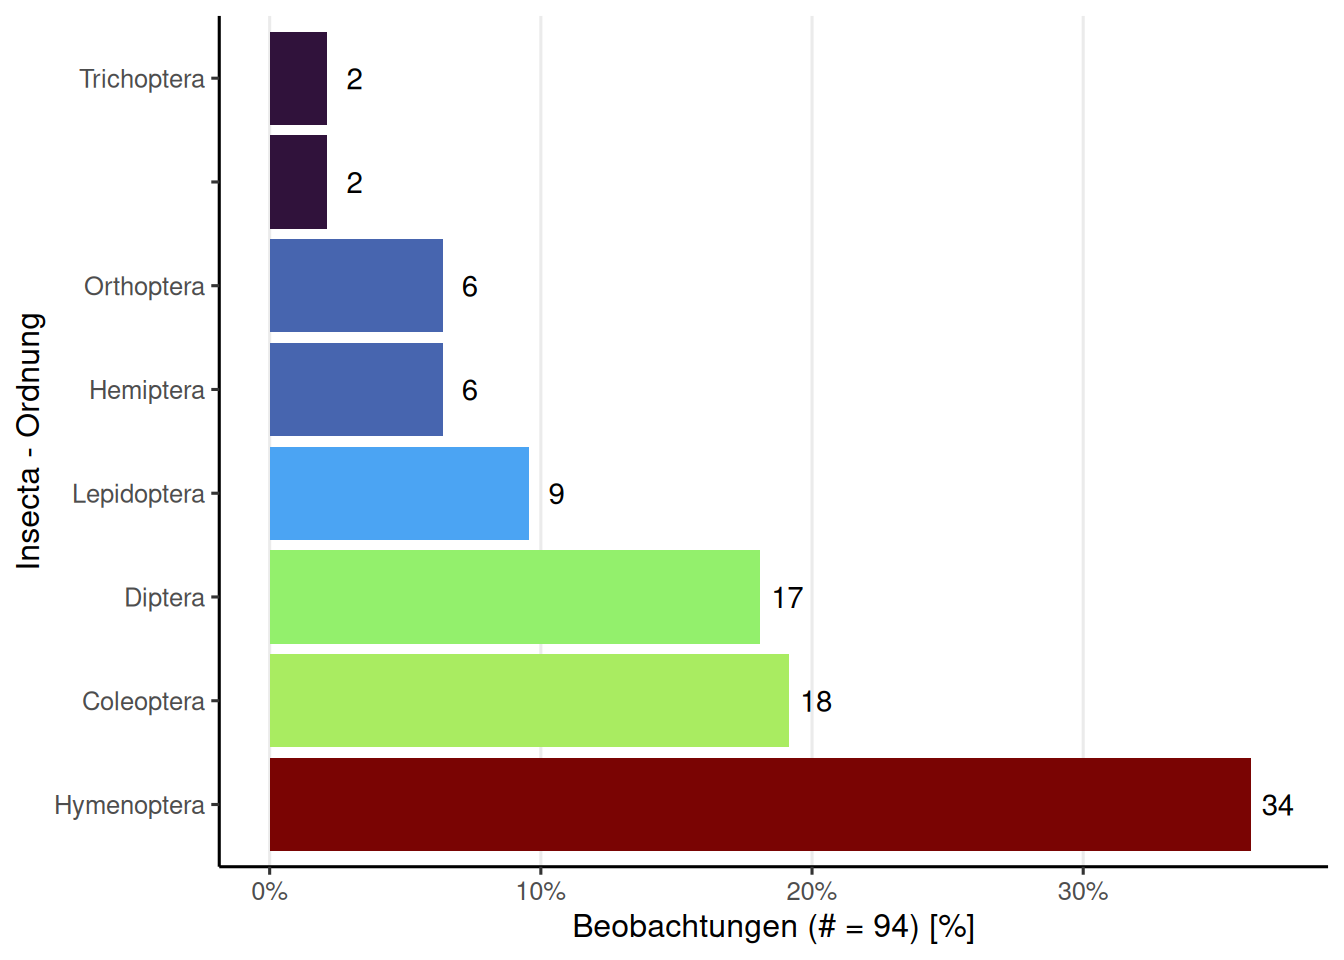 Trichoptera 2
2
Orthoptera 6
Hemiptera 6
Lepidoptera 9
Diptera 17
Coleoptera 18
Hymenoptera 34
Insecta - Ordnung
0% 10% 20% 30%
Beobachtungen (# = 94) [%]